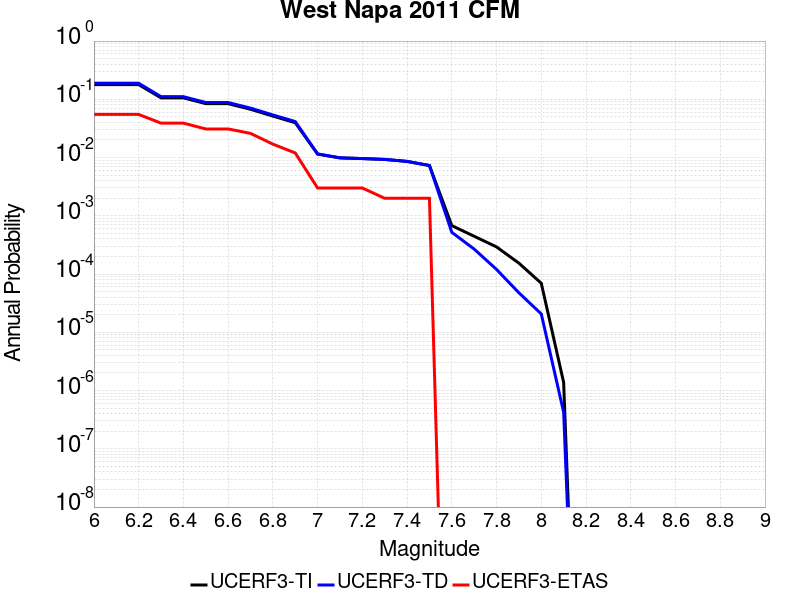 West Napa 2011 CFM
10^0
10^-1
10^-2
10^-3
10^-4
10^-5
10^-6
10^-7
10^-8
Annual Probability
6 6.2 6.4 6.6 6.8 7 7.2 7.4 7.6 7.8 8 8.2 8.4 8.6 8.8 9
Magnitude
UCERF3-TI UCERF3-TD UCERF3-ETAS